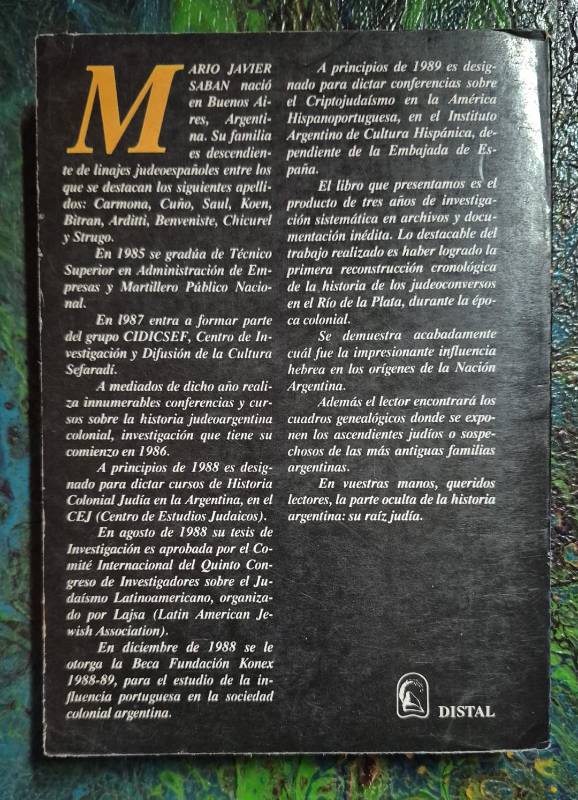 MARIO JAVIER
SABAN nació
en Buenos Ai-
res, Argenti-
na. Su familia
es descendien-
te de linajes judeoespañoles entre los
que se destacan los siguientes apelli-
dos: Carmona, Cuño, Saul, Koen,
Bitran, Arditti, Benveniste, Chicurel
y Strugo.
En 1985 se gradúa de Técnico
Superior en Administración de Em-
presas y Martillero Público Nacio-
nal.
En 1987 entra a formar parte
del grupo CIDICSEF, Centro de In-
vestigación y Difusión de la Cultura
Sefaradí.
A mediados de dicho año reali-
za innumerables conferencias y cur-
sos sobre la historia judeoargentina
colonial, investigación que tiene su
comienzo en 1986.
A principios de 1988 es desig-
nado para dictar cursos de Historia
Colonial Judía en la Argentina, en el
CEJ (Centro de Estudios Judaicos).
En agosto de 1988 su tesis de
Investigación es aprobada por el Co-
mité Internacional del Quinto Con-
greso de Investigadores sobre el Ju-
daísmo Latinoamericano, organiza-
do por Lajsa (Latin American Je-
wish Association).
En diciembre de 1988 se le
otorga la Beca Fundación Konex
1988-89, para el estudio de la in-
fluencia portuguesa en la sociedad
colonial argentina.
A principios de 1989 es desig-
nado para dictar conferencias sobre
el Criptojudaísmo en la América
Hispanoportuguesa, en el Instituto
Argentino de Cultura Hispánica, de-
pendiente de la Embajada de Es-
paña.
El libro que presentamos es el
producto de tres años de investiga-
ción sistemática en archivos y docu-
mentación inédita. Lo destacable del
trabajo realizado es haber logrado la
primera reconstrucción cronológica
de la historia de los judeoconversos
en el Río de la Plata, durante la épo-
ca colonial.
Se demuestra acabadamente
cuál fue la impresionante influencia
hebrea en los orígenes de la Nación
Argentina.
Además el lector encontrará los
cuadros genealógicos donde se expo-
nen los ascendientes judíos o sospe-
chosos de las más antiguas familias
argentinas.
En vuestras manos, queridos
lectores, la parte oculta de la historia
argentina: su raíz judía.
DISTAL